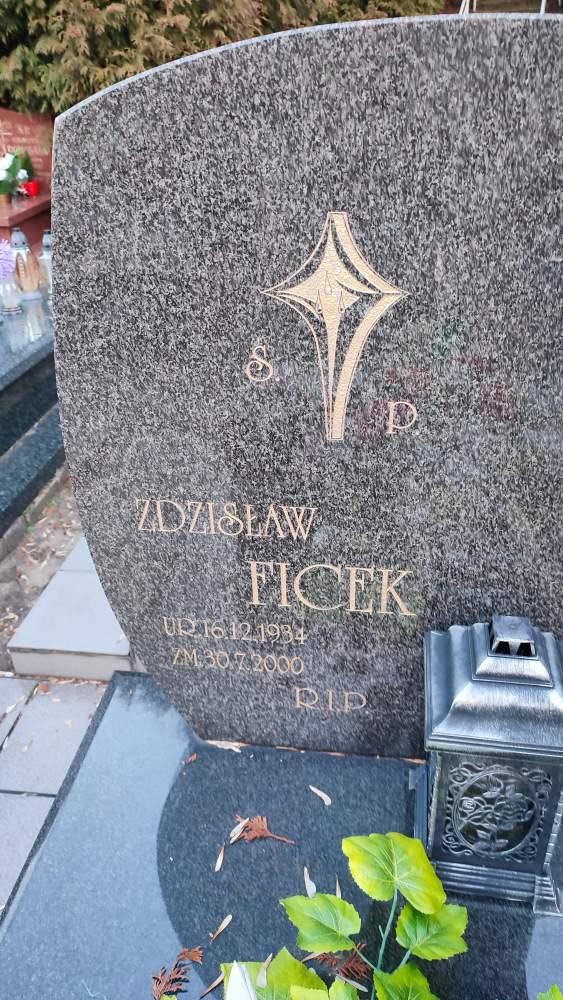 S. P
ZDZISŁAW
FICEK
UR. 16.12.1934
ZM. 30.7.2000
R.I.P